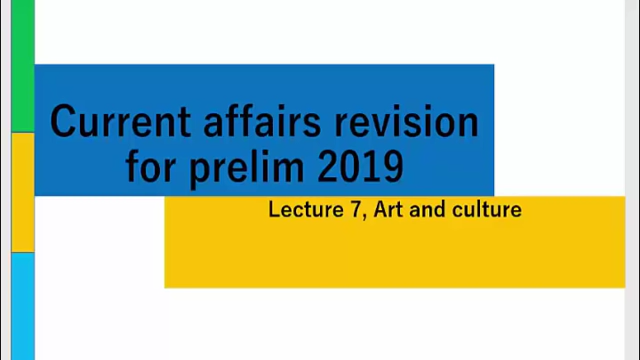 Current affairs revision
for prelim 2019
Lecture 7, Art and culture